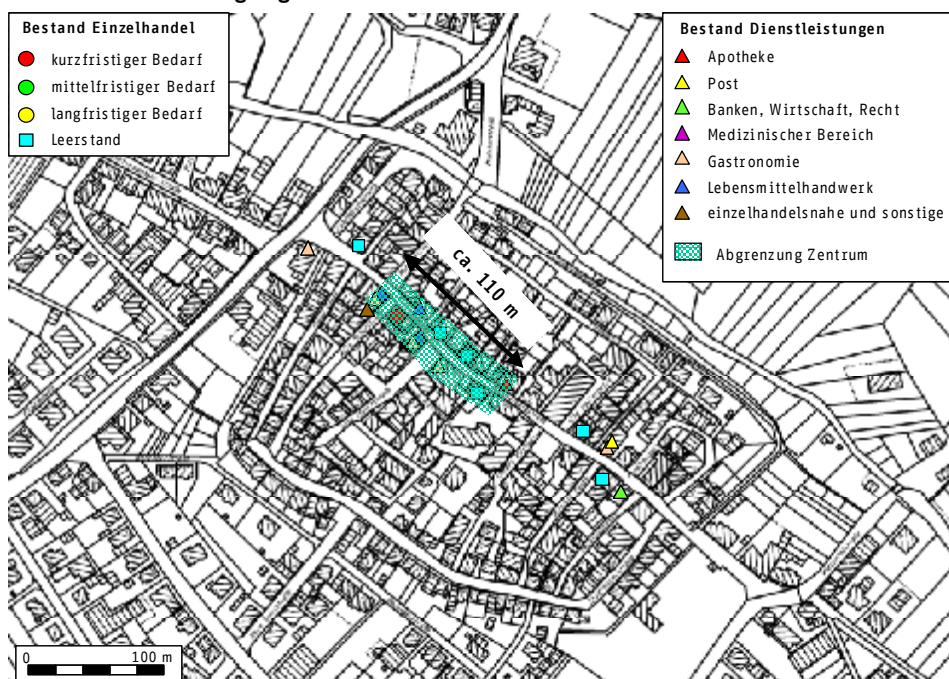 Bestand Einzelhandel
kurzfristiger Bedarf
mittelfristiger Bedarf
langfristiger Bedarf
Leerstand
Bestand Dienstleistungen
Apotheke
Post
Banken, Wirtschaft, Recht
Medizinischer Bereich
Gastronomie
Lebensmittelhandwerk
einzelhandelsnahe und sonstige
Abgrenzung Zentrum
ca. 110 m
0 100 m